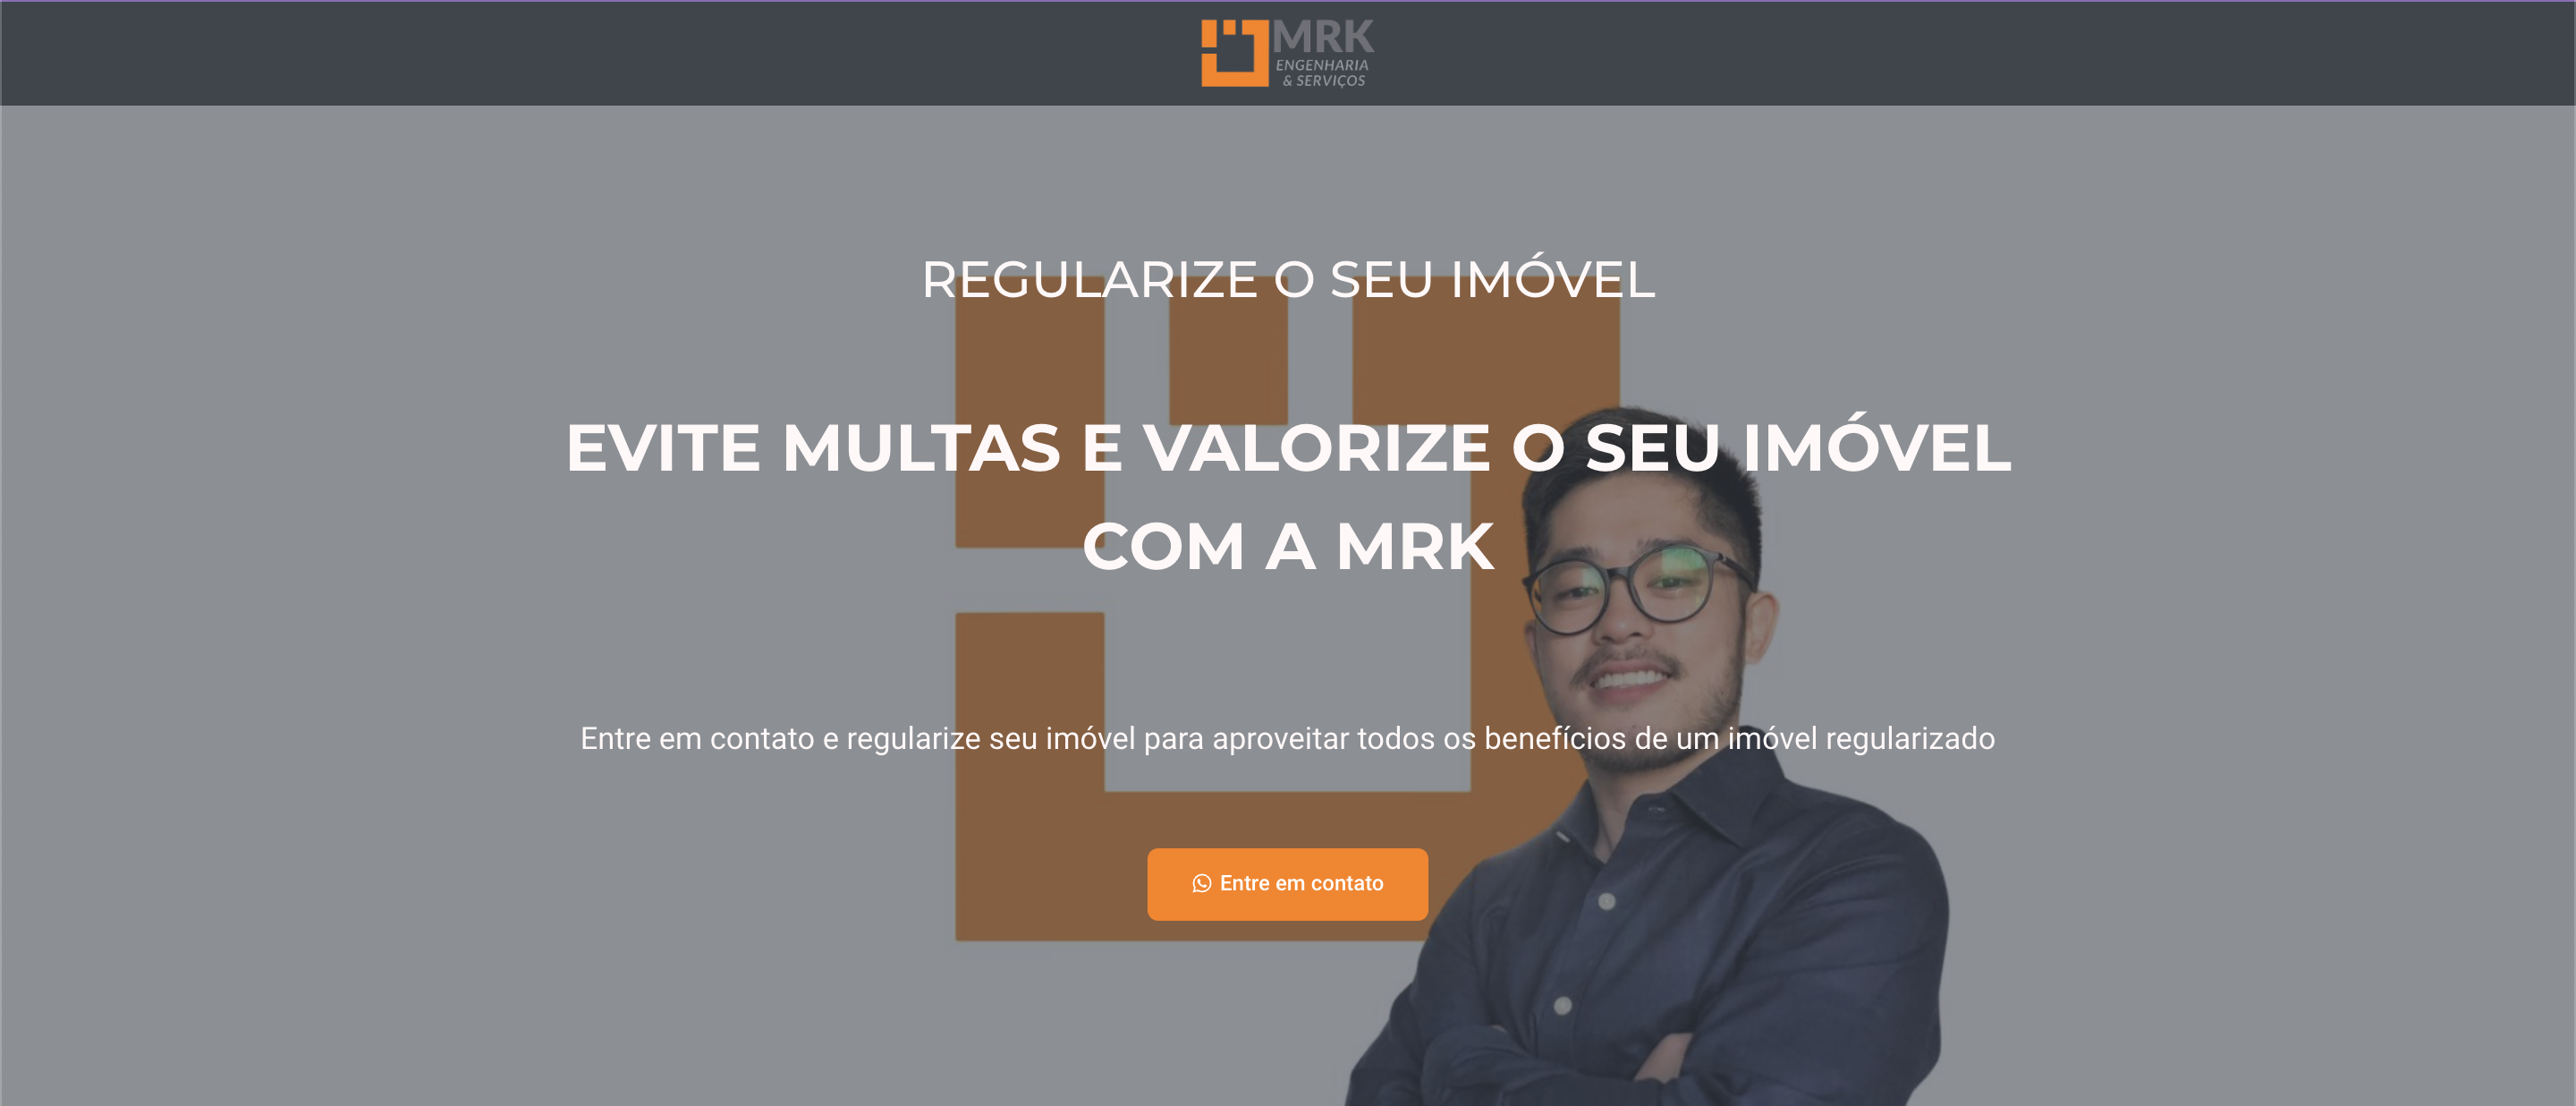 MRK
ENGENHARIA
& SERVIÇOS
REGULARIZE O SEU IMÓVEL
EVITE MULTAS E VALORIZE O SEU IMÓVEL
COM A MRK
Entre em contato e regularize seu imóvel para aproveitar todos os benefícios de um imóvel regularizado
Entre em contato